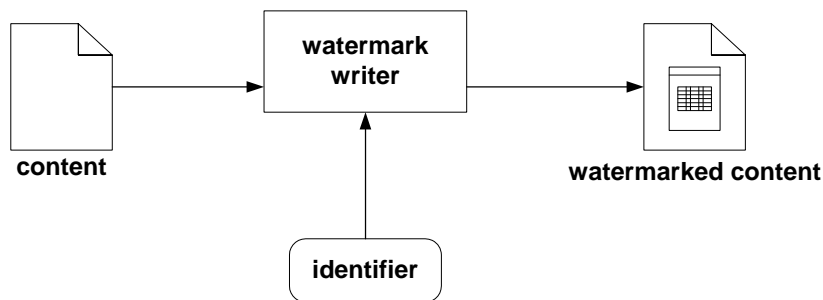 watermark
writer
content
watermarked content
identifier